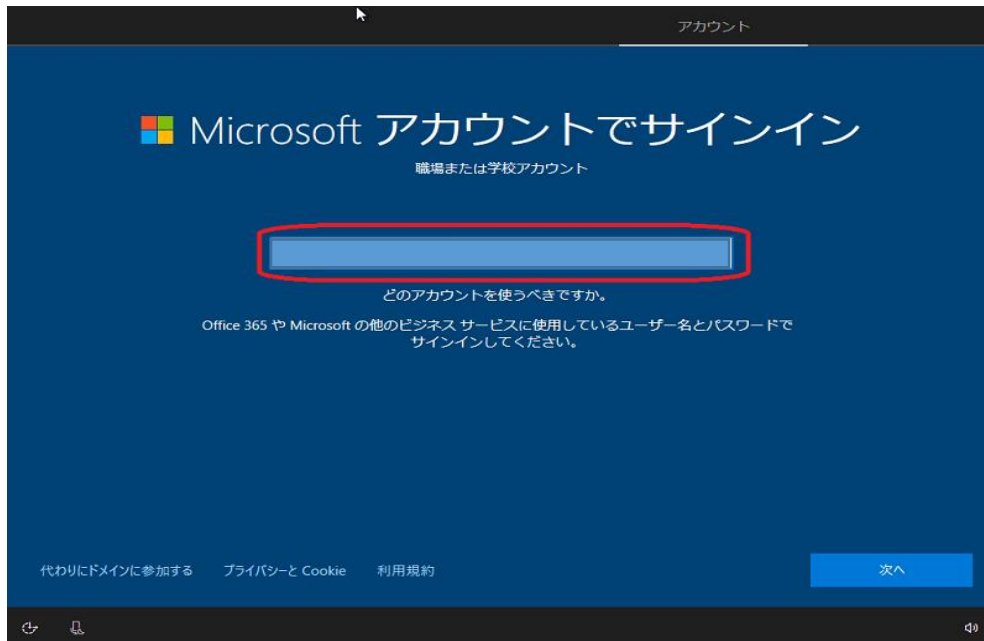 アカウント
Microsoft アカウントでサインイン
職場または学校アカウント
どのアカウントを使うべきですか。
Office 365 や Microsoft の他のビジネス サービスに使用しているユーザー名とパスワードで
サインインしてください。
代わりにドメインに参加する プライバシーと Cookie 利用規約 次へ